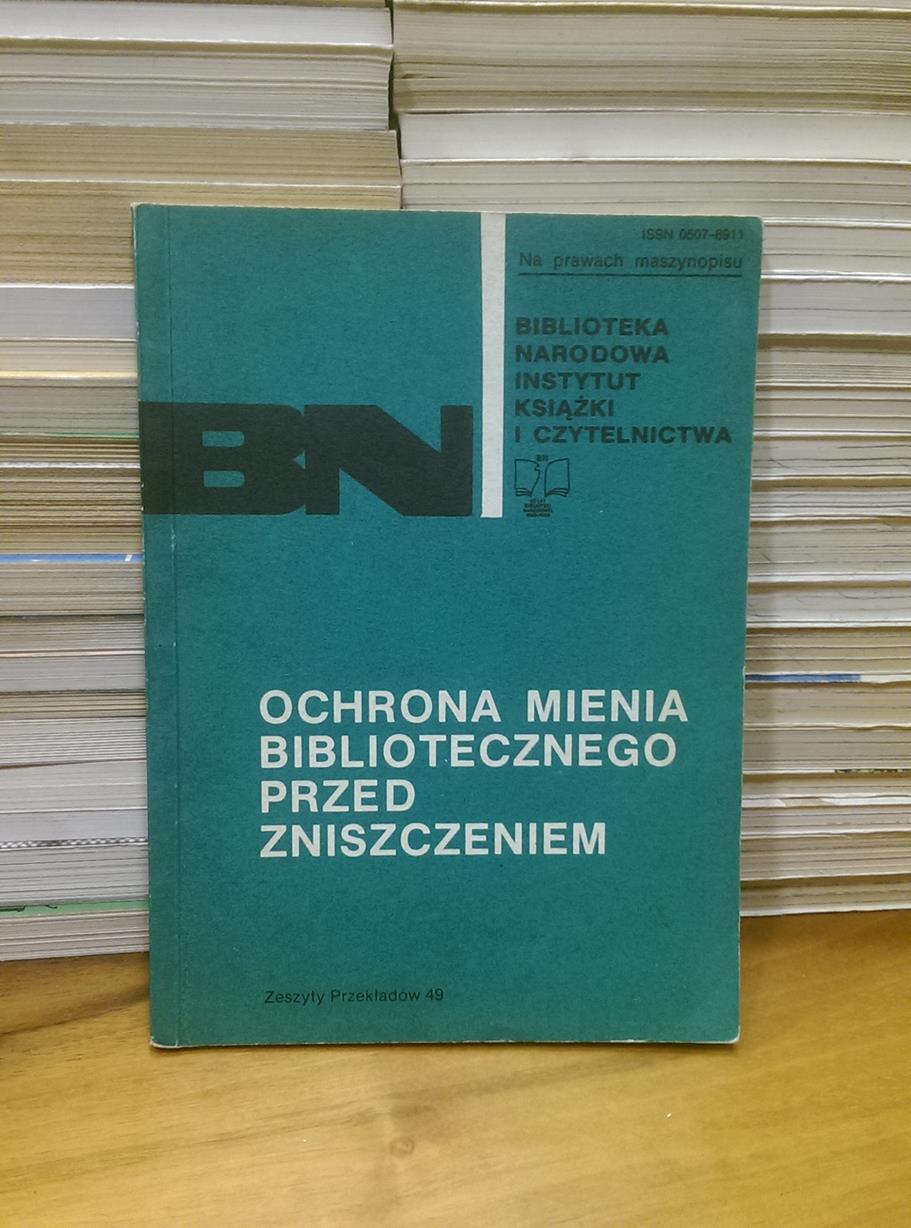 ISSN 0507-8911
Na prawach maszynopisu
BIBLIOTEKA
NARODOWA
INSTYTUT
KSIĄŻKI
I CZYTELNICTWA
BN
BN
OCHRONA MIENIA
BIBLIOTECZNEGO
PRZED
ZNISZCZENIEM
Zeszyty Przekładów 49